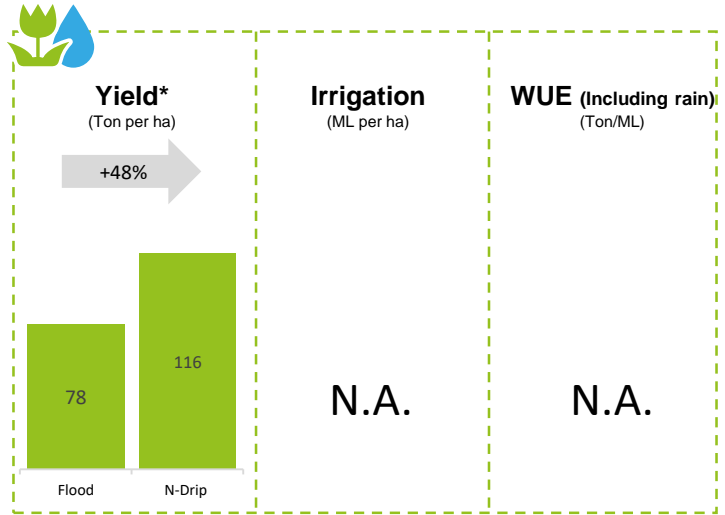 Yield*
(Ton per ha)
+48%
116
78
Flood
N-Drip
Irrigation
(ML per ha)
N.A.
WUE (Including rain)
(Ton/ML)
N.A.